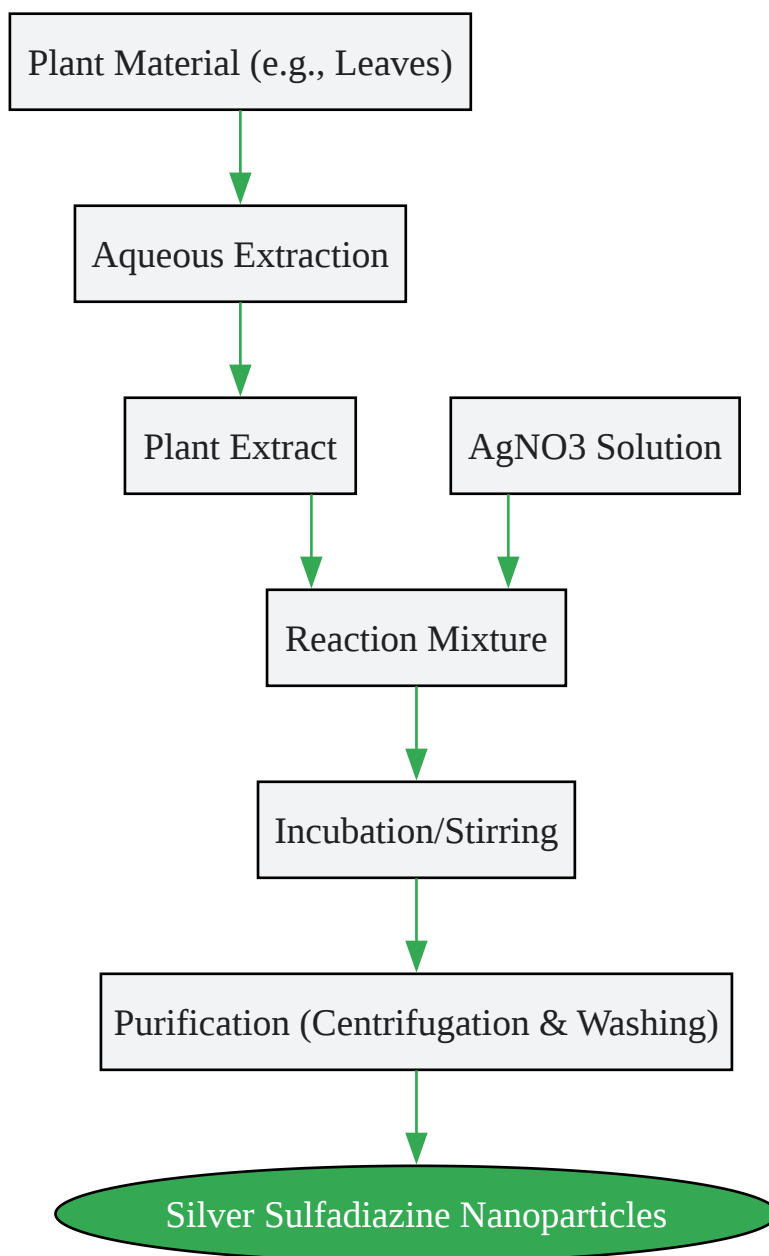 Plant Material (e.g., Leaves)
Aqueous Extraction
Plant Extract
AgNO3 Solution
Reaction Mixture
Incubation/Stirring
Purification (Centrifugation & Washing)
Silver Sulfadiazine Nanoparticles